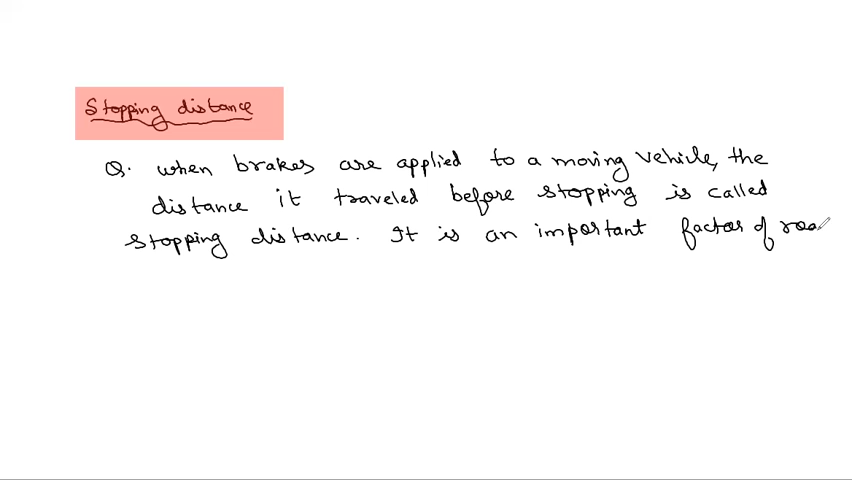 Stopping distance
Q. when brakes are applied to a moving vehicle, the
distance it traveled before stopping is called
stopping distance. It is an important factor of roa